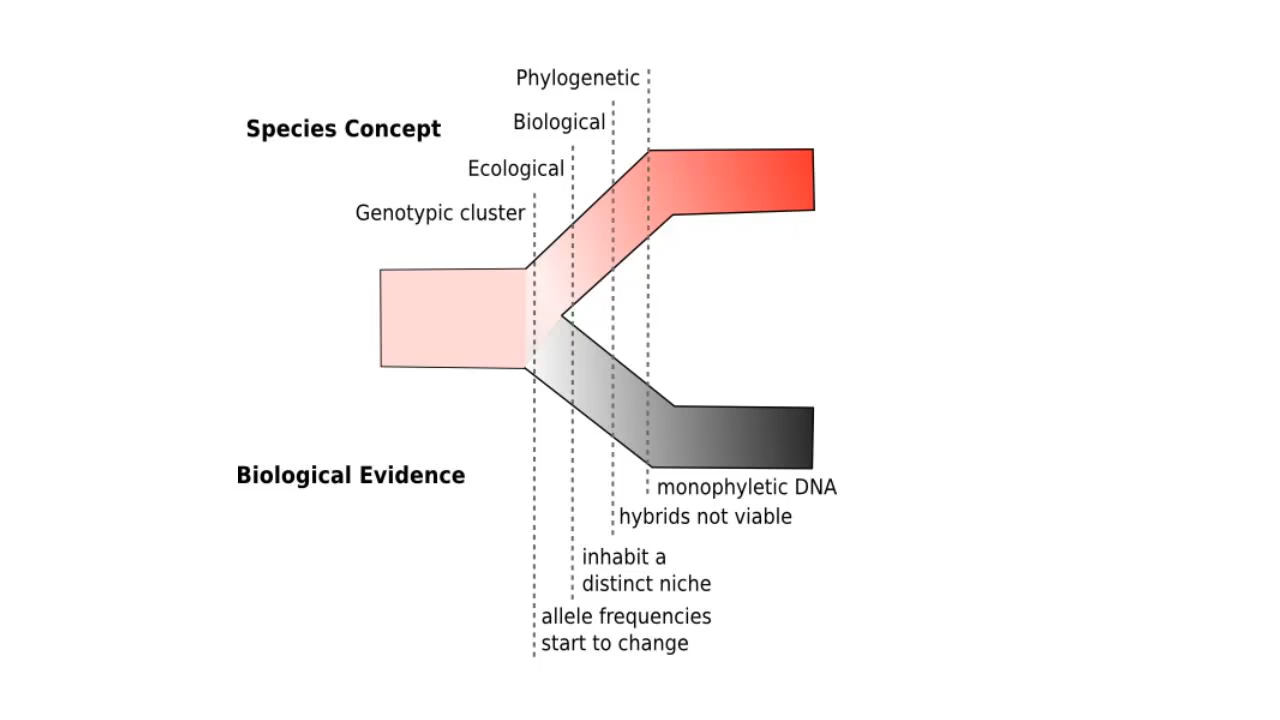 Phylogenetic
Biological
Species Concept
Ecological
Genotypic cluster
Biological Evidence
monophyletic DNA
hybrids not viable
inhabit a
distinct niche
allele frequencies
start to change